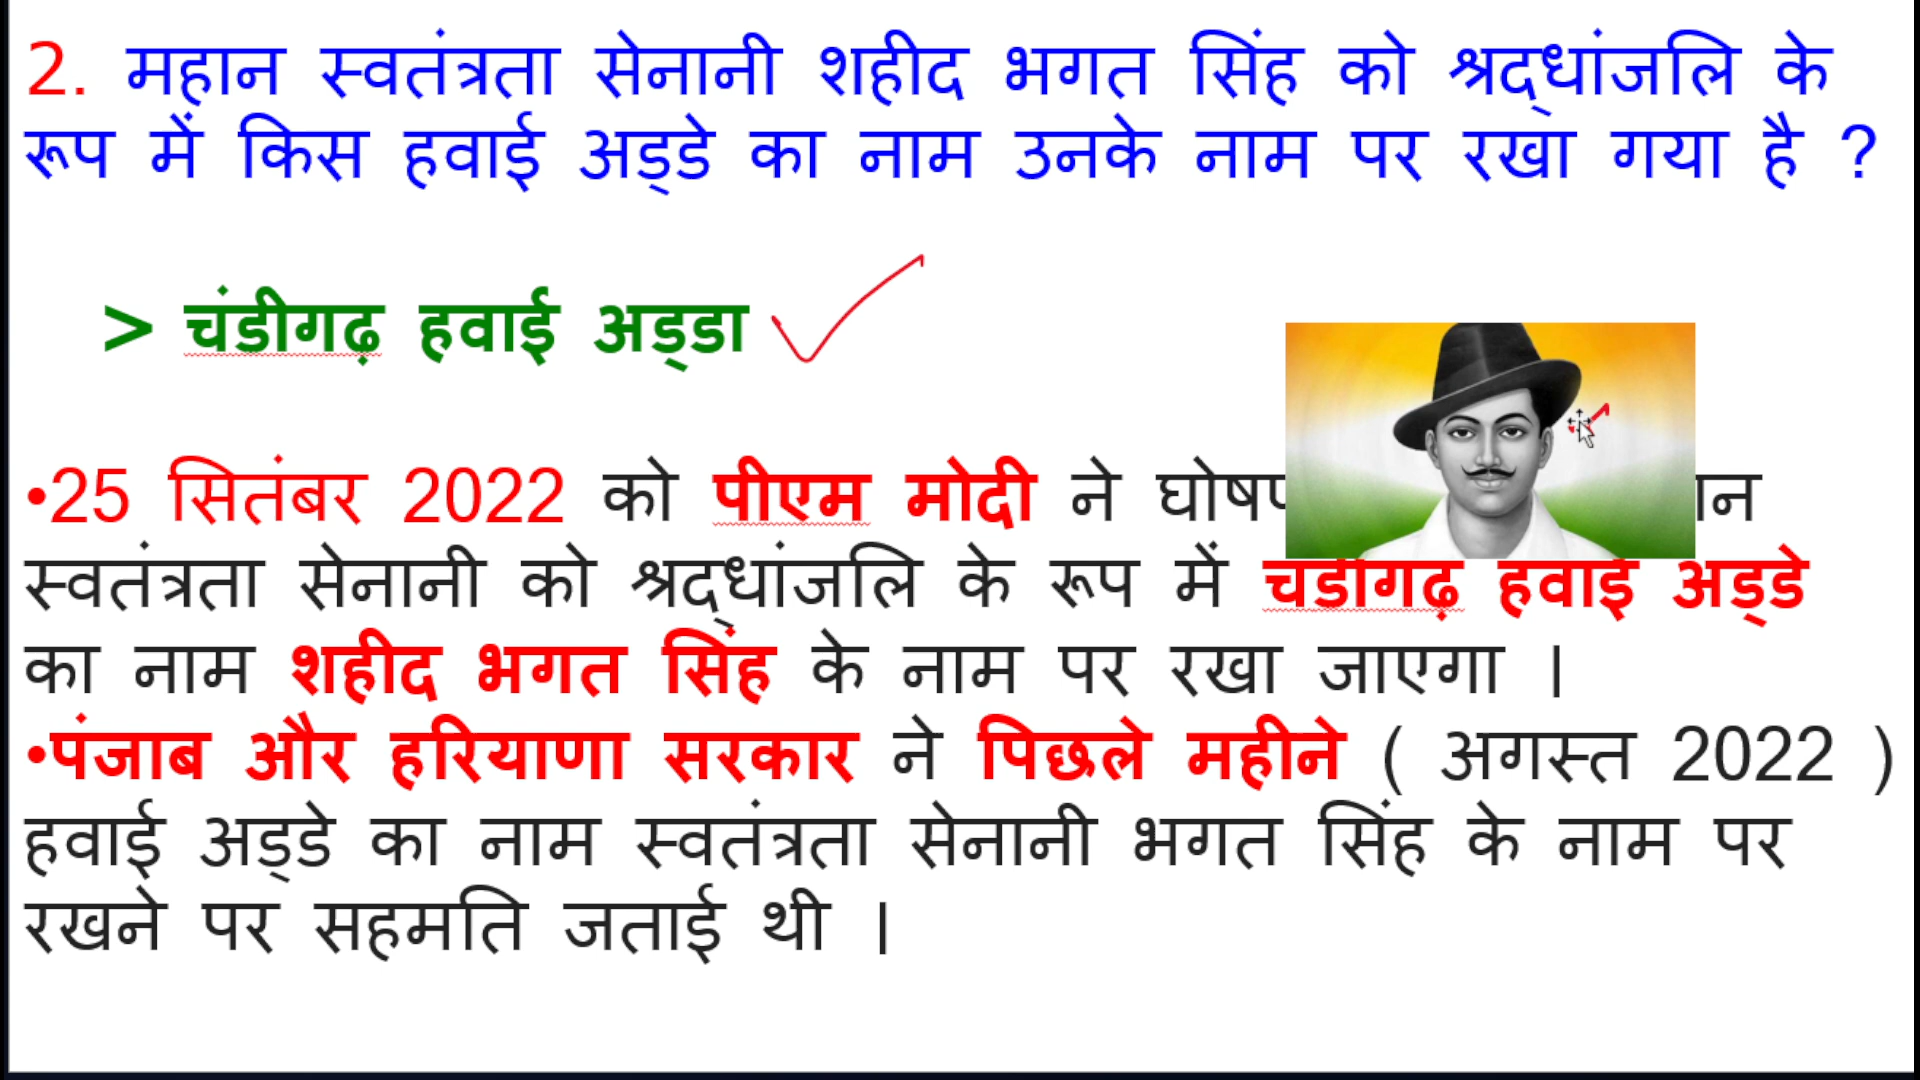 2. महान स्वतंत्रता सेनानी शहीद भगत सिंह को श्रद्धांजलि के
रूप में किस हवाई अड्डे का नाम उनके नाम पर रखा गया है ?
> चंडीगढ़ हवाई अड्डा
•25 सितंबर 2022 को पीएम मोदी ने
स्वतंत्रता सेनानी को श्रद्धांजलि के रूप में चंडीगढ़ हवाई अड्डे
का नाम शहीद भगत सिंह के नाम पर रखा जाएगा ।
•पंजाब और हरियाणा सरकार ने पिछले महीने ( अगस्त 2022 )
हवाई अड्डे का नाम स्वतंत्रता सेनानी भगत सिंह के नाम पर
रखने पर सहमति जताई थी ।